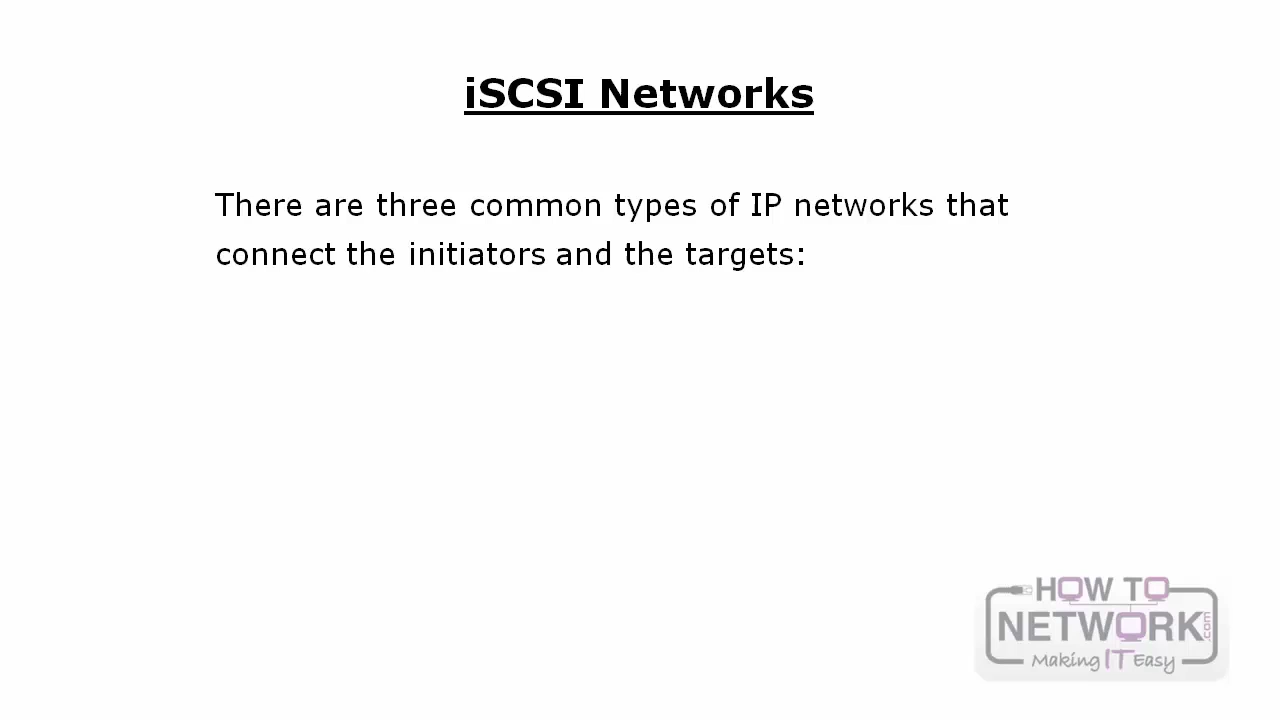 iSCSI Networks
There are three common types of IP networks that
connect the initiators and the targets:
HOW TO
NETWORK.com
Making IT Easy